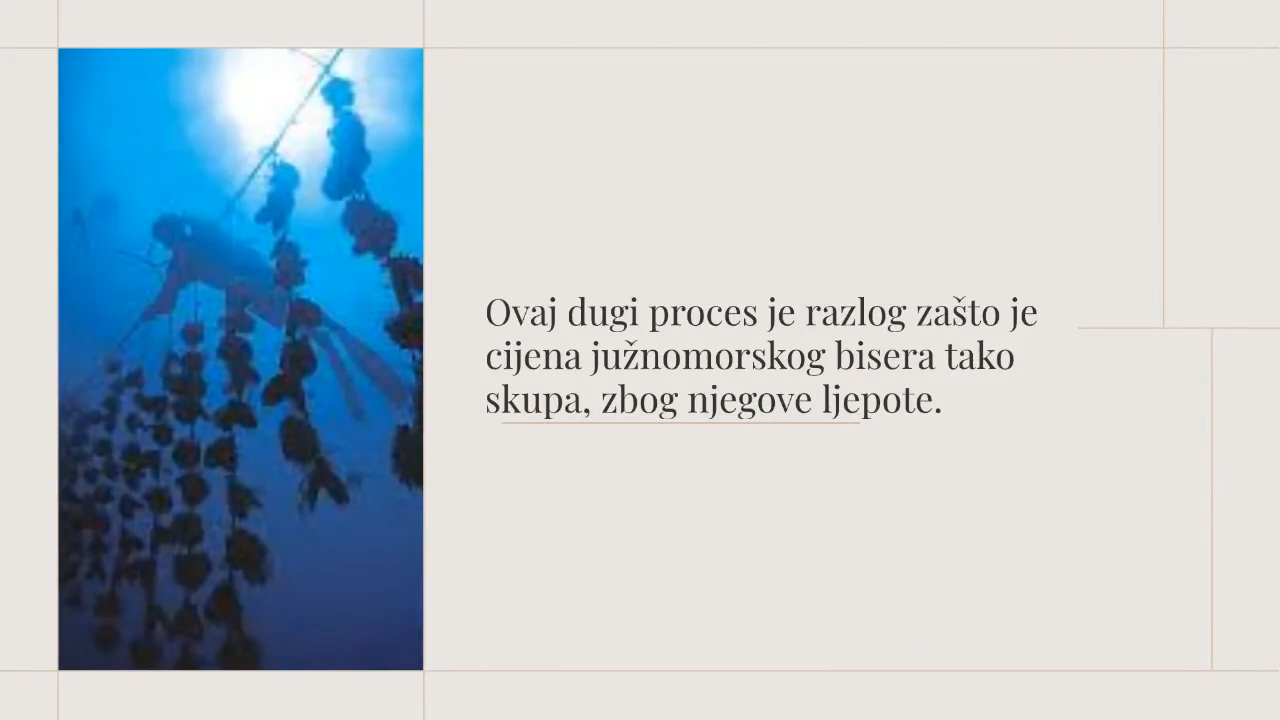 Ovaj dugi proces je razlog zašto je
cijena južnomorskog bisera tako
skupa, zbog njegove ljepote.